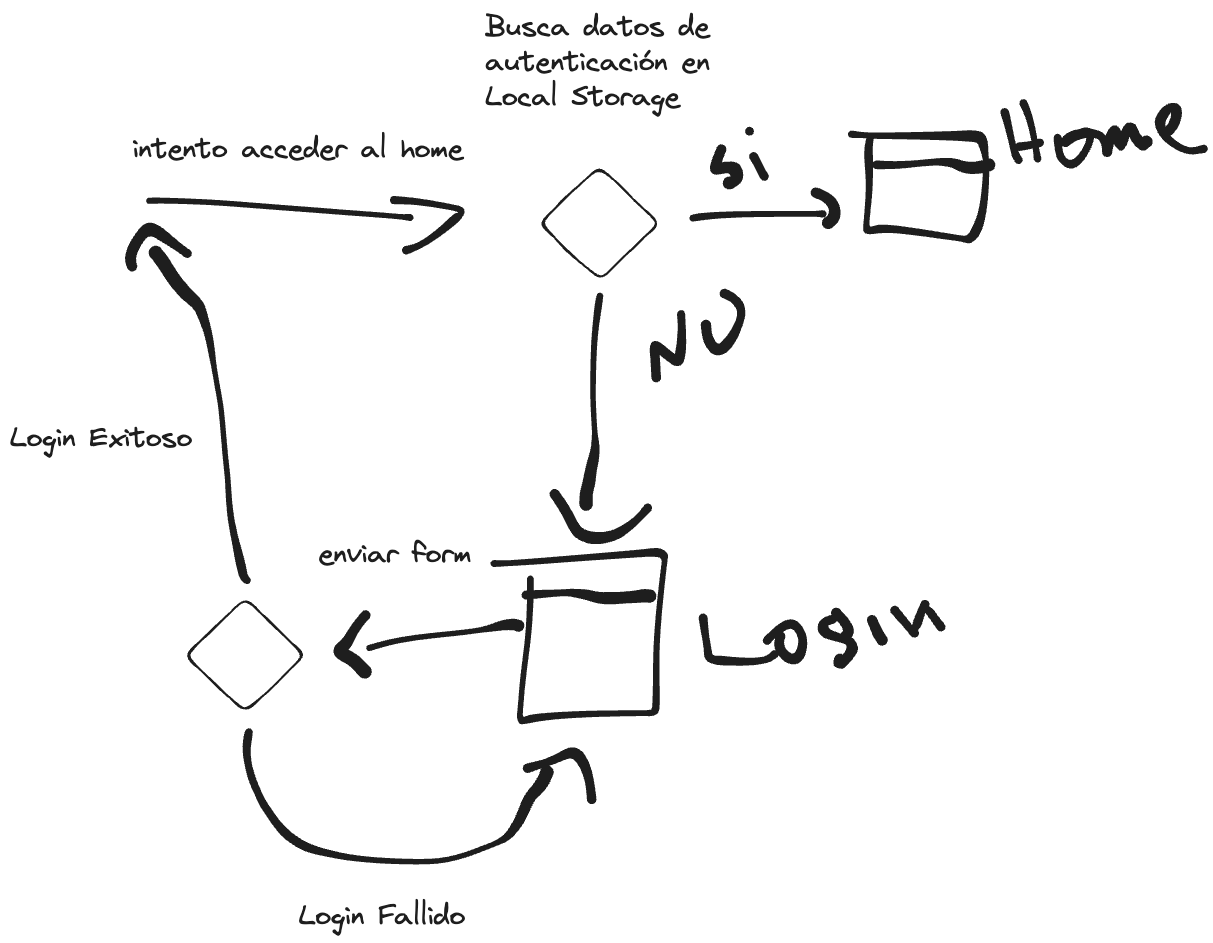 Busca datos de
autenticación en
Local Storage
intento acceder al home
Si
Home
NO
Login Exitoso
enviar form
Login
Login Fallido